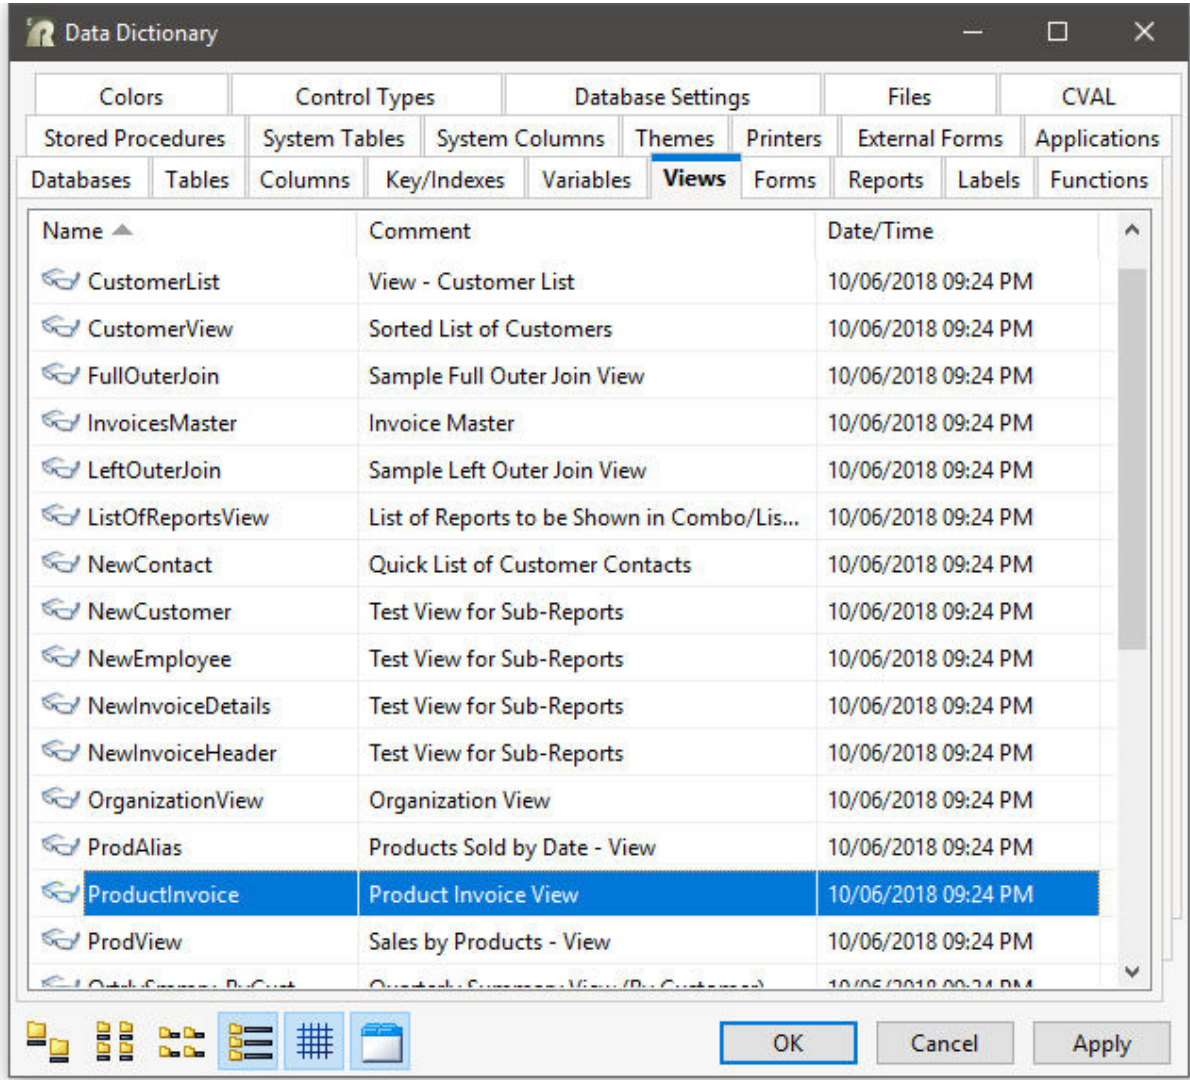 Data Dictionary
Colors Control Types Database Settings Files CVAL
Stored Procedures System Tables System Columns Themes Printers External Forms Applications
Databases Tables Columns Key/Indexes Variables Views Forms Reports Labels Functions
Name Comment Date/Time
CustomerList View - Customer List 10/06/2018 09:24 PM
CustomerView Sorted List of Customers 10/06/2018 09:24 PM
FullOuterJoin Sample Full Outer Join View 10/06/2018 09:24 PM
InvoicesMaster Invoice Master 10/06/2018 09:24 PM
LeftOuterJoin Sample Left Outer Join View 10/06/2018 09:24 PM
ListOfReportsView List of Reports to be Shown in Combo/Lis... 10/06/2018 09:24 PM
NewContact Quick List of Customer Contacts 10/06/2018 09:24 PM
NewCustomer Test View for Sub-Reports 10/06/2018 09:24 PM
NewEmployee Test View for Sub-Reports 10/06/2018 09:24 PM
NewInvoiceDetails Test View for Sub-Reports 10/06/2018 09:24 PM
NewInvoiceHeader Test View for Sub-Reports 10/06/2018 09:24 PM
OrganizationView Organization View 10/06/2018 09:24 PM
ProdAlias Products Sold by Date - View 10/06/2018 09:24 PM
ProductInvoice Product Invoice View 10/06/2018 09:24 PM
ProdView Sales by Products - View 10/06/2018 09:24 PM
Quarterly Summary View (By Customer) 10/06/2018 09:24 PM
OK Cancel Apply